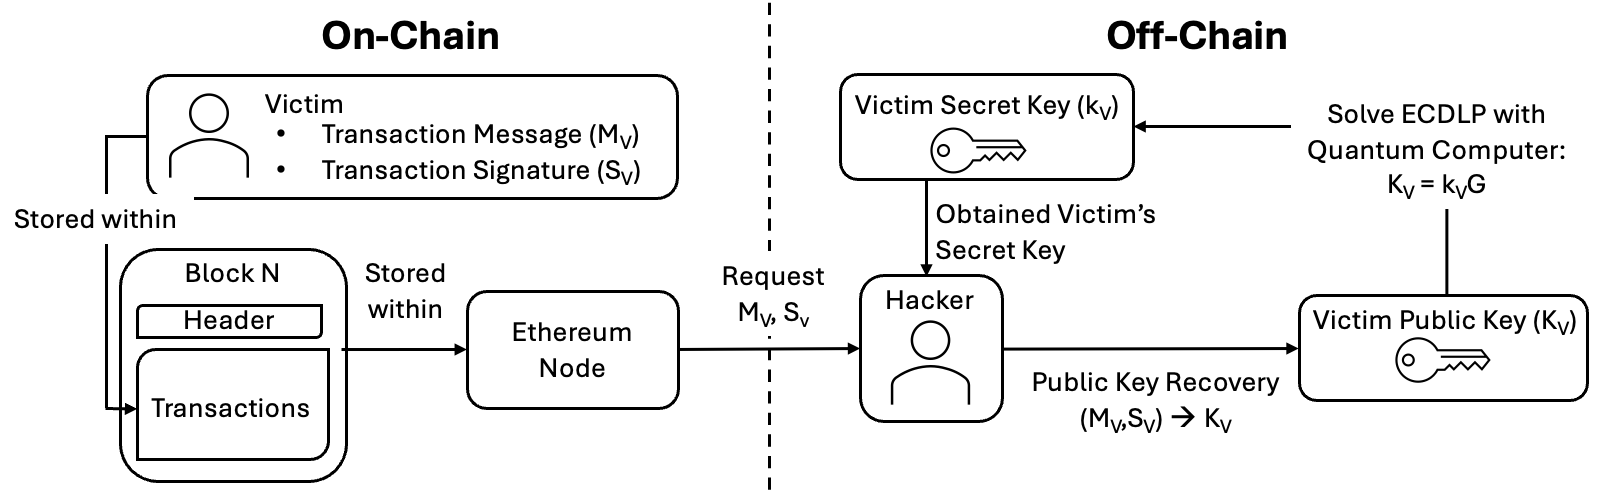 On-Chain
Victim
• Transaction Message (M_V)
• Transaction Signature (S_V)
Stored within
Block N
Header
Transactions
Stored
within
Ethereum
Node
Request
M_V, S_v
Off-Chain
Victim Secret Key (k_V)
Obtained Victim’s
Secret Key
Hacker
Public Key Recovery
(M_V,S_V) → K_V
Victim Public Key (K_V)
Solve ECDLP with
Quantum Computer:
K_V = k_VG